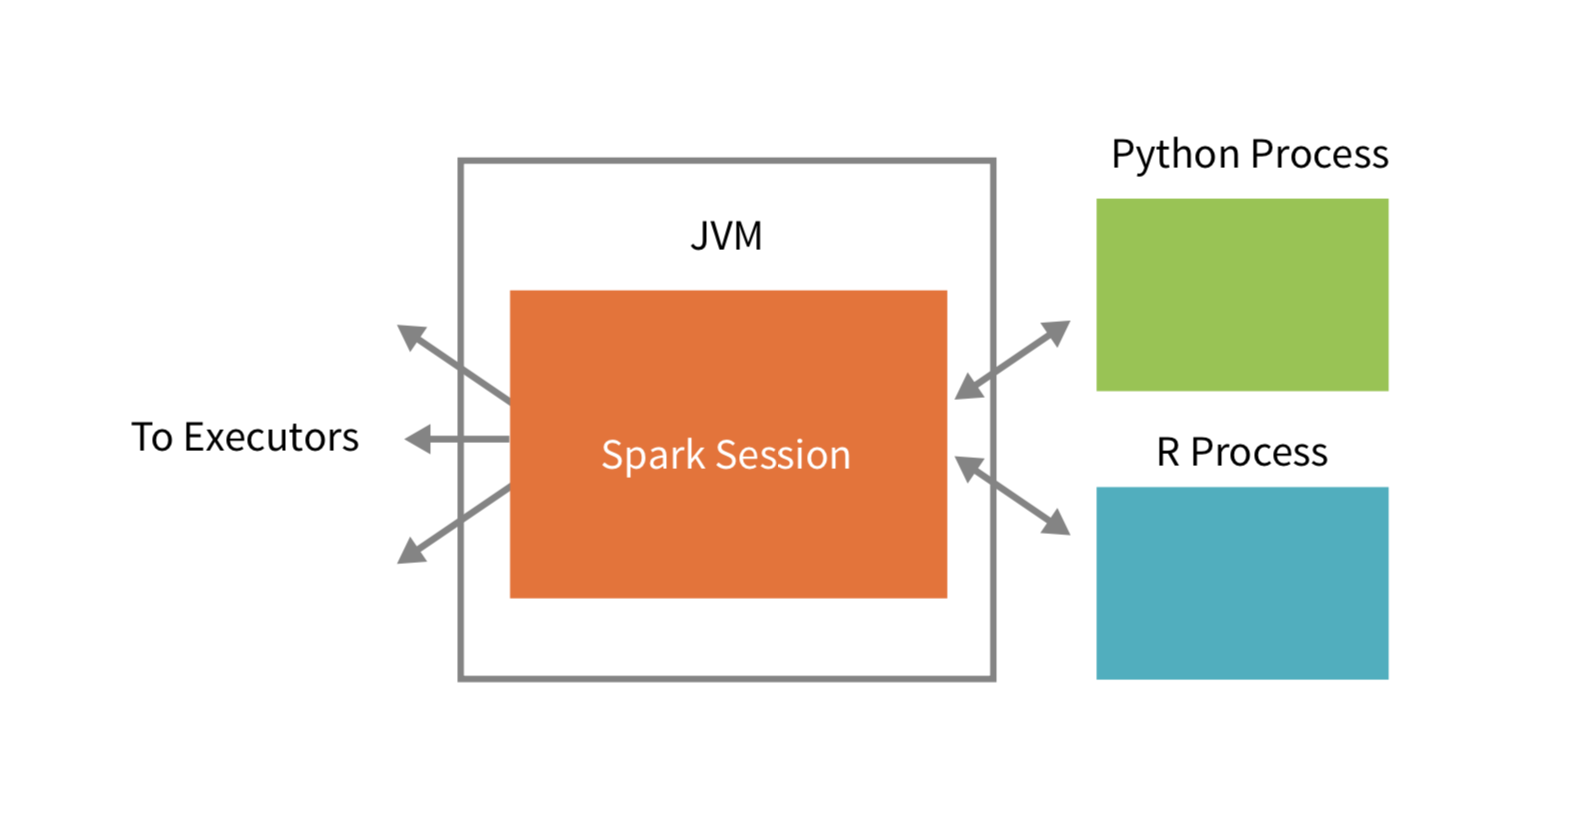 Python Process
JVM
To Executors
Spark Session
R Process